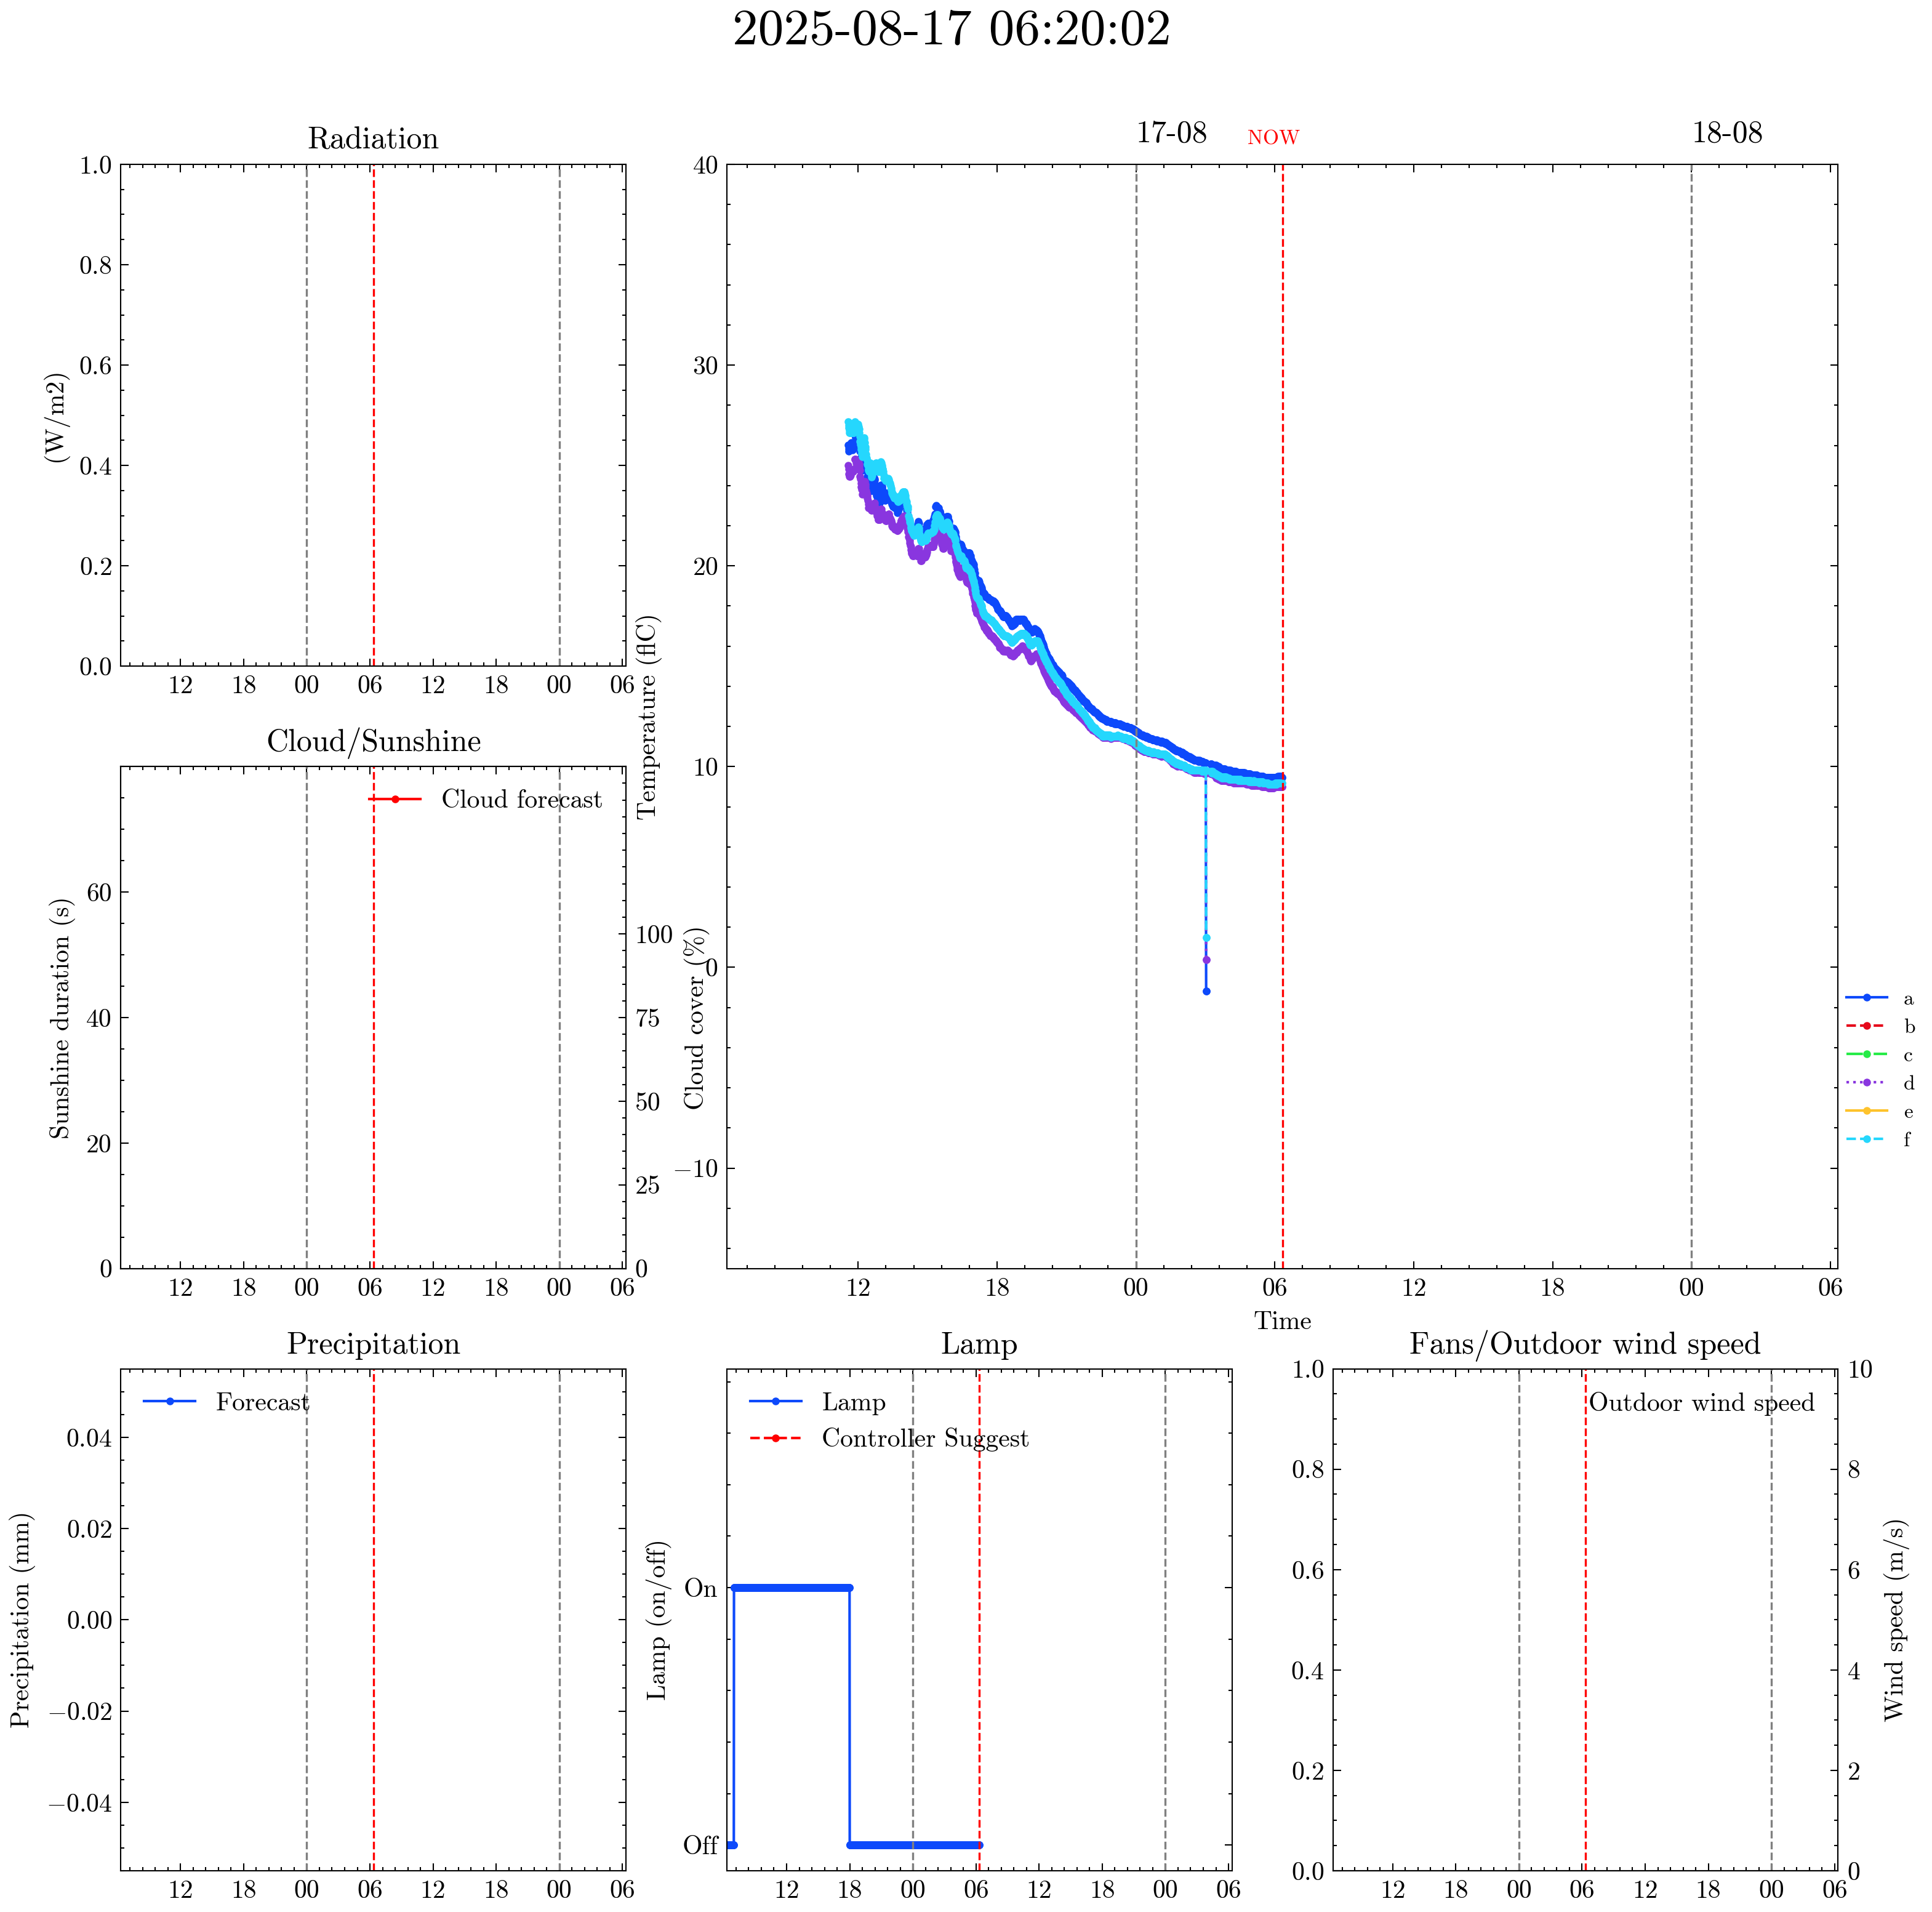 2025-08-17 06:20:02
Radiation
(W/m2)
1.0
0.8
0.6
0.4
0.2
0.0
12 18 00 06 12 18 00 06
17-08 NOW 18-08
Temperature (flC)
40
30
20
10
0
−10
12 18 00 06 12 18 00 06
Time
a
b
c
d
e
f
Cloud/Sunshine
Cloud forecast
Sunshine duration (s)
60
40
20
0
Cloud cover (%)
100
75
50
25
0
12 18 00 06 12 18 00 06
Precipitation
Forecast
Precipitation (mm)
0.04
0.02
0.00
−0.02
−0.04
12 18 00 06 12 18 00 06
Lamp
Lamp
Controller Suggest
Lamp (on/off)
On
Off
12 18 00 06 12 18 00 06
Fans/Outdoor wind speed
Outdoor wind speed
1.0
0.8
0.6
0.4
0.2
0.0
Wind speed (m/s)
10
8
6
4
2
0
12 18 00 06 12 18 00 06